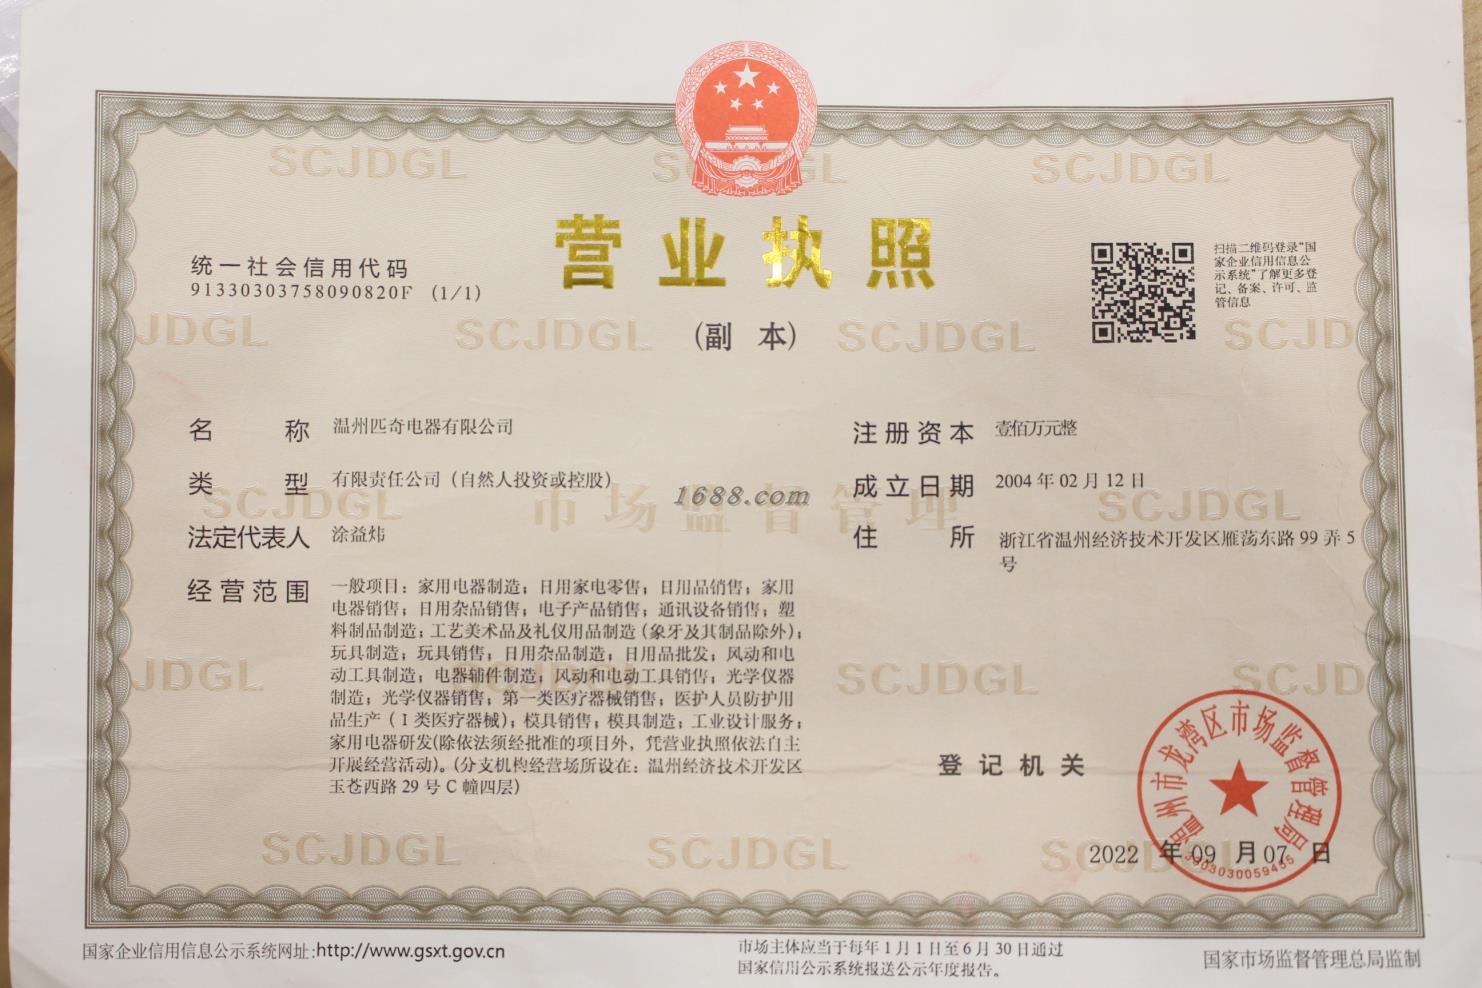 营业执照
（副 本）
统一社会信用代码
91330303758090820F (1/1)
扫描二维码登录“国
家企业信用信息公
示系统”了解更多登
记、备案、许可、监
管信息
名称 温州匹奇电器有限公司
类型 有限责任公司（自然人投资或控股）
法定代表人 涂益炜
经营范围 一般项目：家用电器制造；日用家电零售；日用品销售；家用
电器销售；日用杂品销售；电子产品销售；通讯设备销售；塑
料制品制造；工艺美术品及礼仪用品制造（象牙及其制品除外）；
玩具制造；玩具销售；日用杂品制造；日用品批发；风动和电
动工具制造；电器辅件制造；风动和电动工具销售；光学仪器
制造；光学仪器销售；第一类医疗器械销售；医护人员防护用
品生产（Ⅰ类医疗器械）；模具销售；模具制造；工业设计服务；
家用电器研发(除依法须经批准的项目外，凭营业执照依法自主
开展经营活动)。(分支机构经营场所设在：温州经济技术开发区
玉苍西路 29 号 C 幢四层)
注册资本 壹佰万元整
成立日期 2004 年 02 月 12 日
住所 浙江省温州经济技术开发区雁荡东路 99 弄 5
号
1688.com
市场监督管理
SCJDGL
登记机关
温州市龙湾区市场监督管理局
3303030059455
2022 年 09 月 07 日
国家企业信用信息公示系统网址:http://www.gsxt.gov.cn
市场主体应当于每年 1 月 1 日至 6 月 30 日通过
国家信用公示系统报送公示年度报告。
国家市场监督管理总局监制